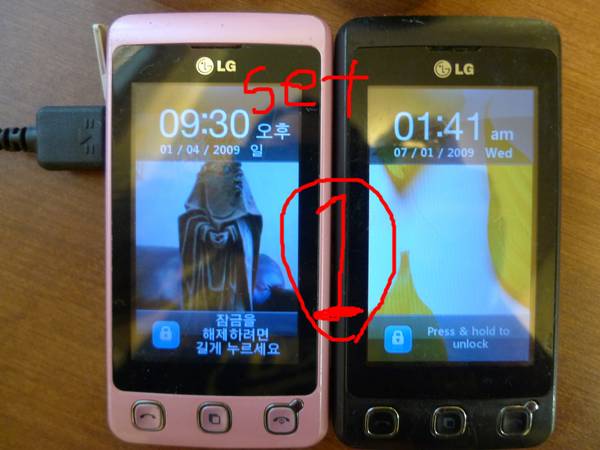 LG
09:30 오후
01 / 04 / 2009 일
잠금을
해제하려면
길게 누르세요
LG
01:41 am
07 / 01 / 2009 Wed
Press & hold to
unlock
set
1